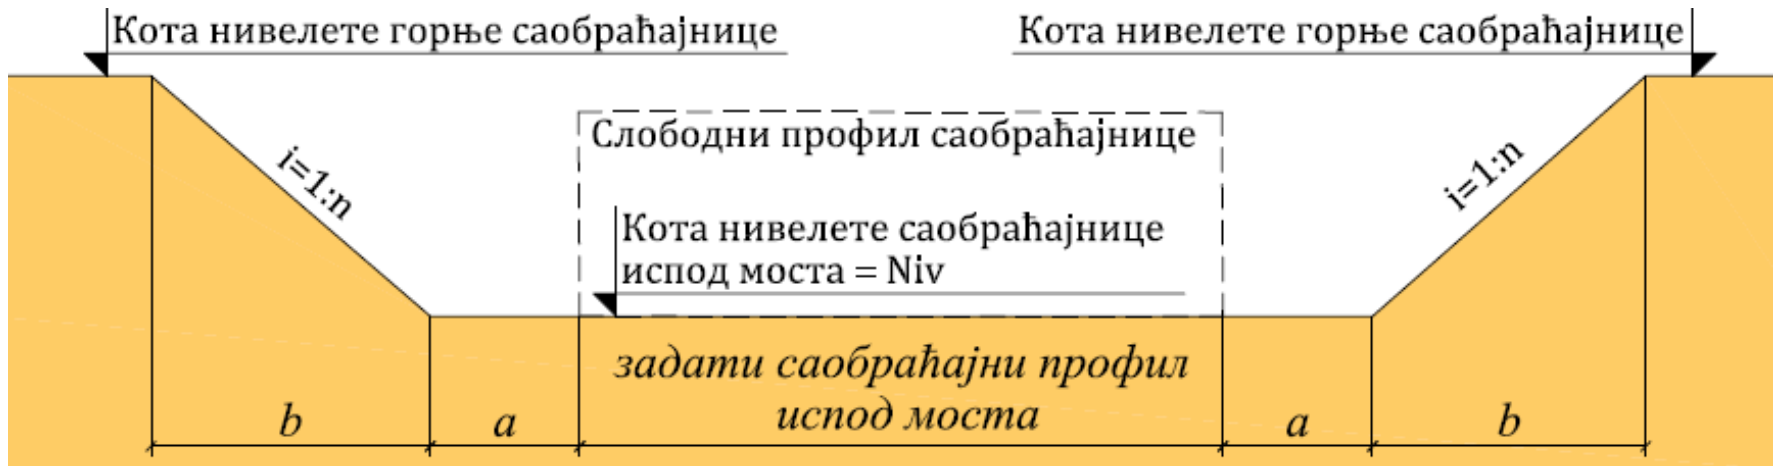 Кота нивелете горње саобраћајнице
Кота нивелете горње саобраћајнице
Слободни профил саобраћајнице
i=1:n
i=1:n
Кота нивелете саобраћајнице
испод моста = Niv
задати саобраћајни профил
испод моста
b
a
a
b